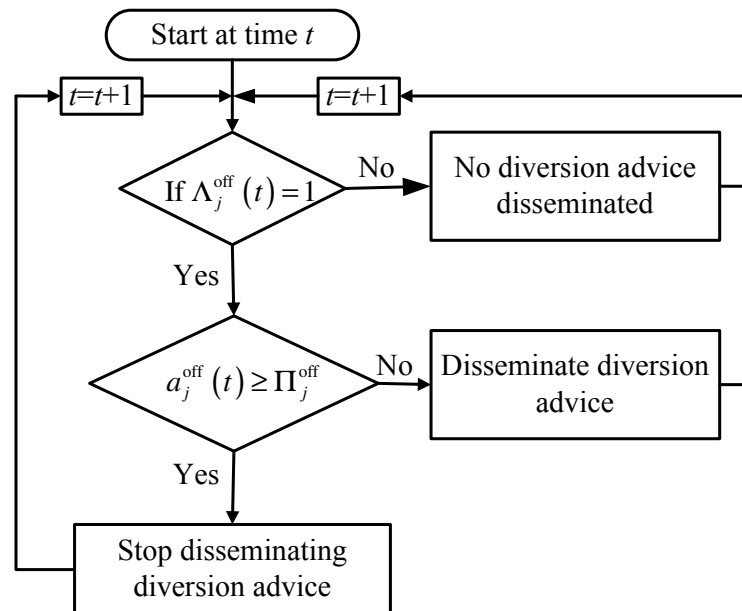 Start at time t
t=t+1
t=t+1
If Λ_j^off (t) = 1
No
No diversion advice
disseminated
Yes
a_j^off (t) ≥ Π_j^off
No
Disseminate diversion
advice
Yes
Stop disseminating
diversion advice